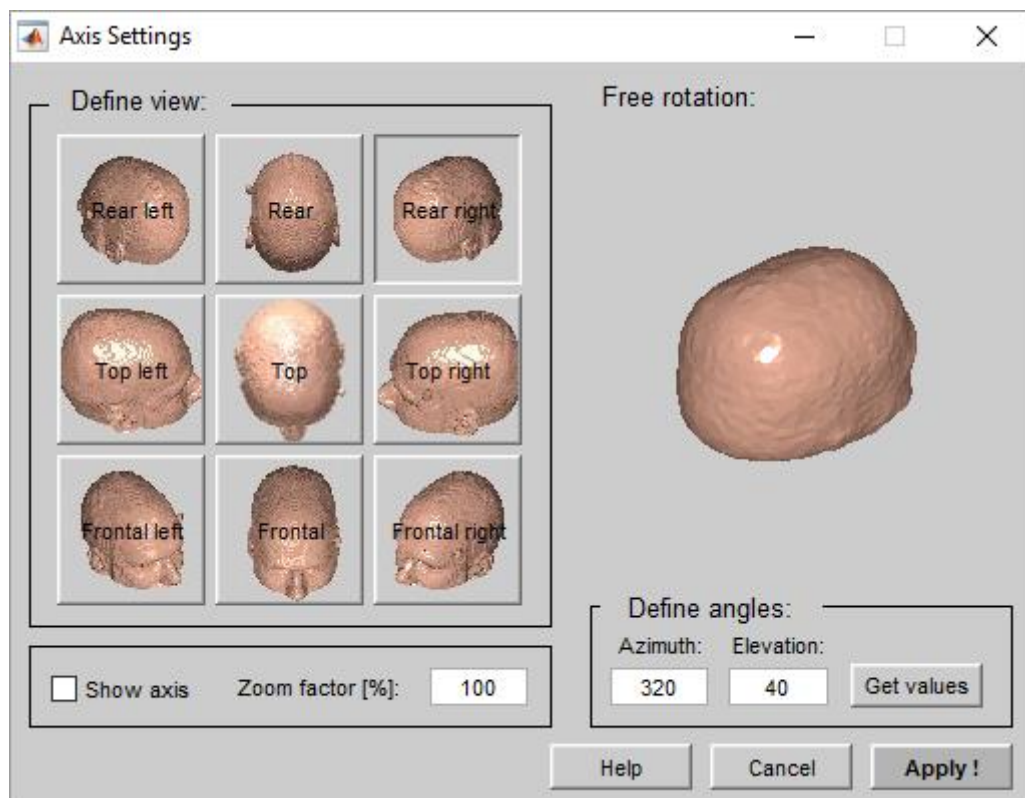 Axis Settings
Define view:
Rear left
Rear
Rear right
Top left
Top
Top right
Frontal left
Frontal
Frontal right
Show axis
Zoom factor [%]:
100
Free rotation:
Define angles:
Azimuth:
Elevation:
320
40
Get values
Help
Cancel
Apply !